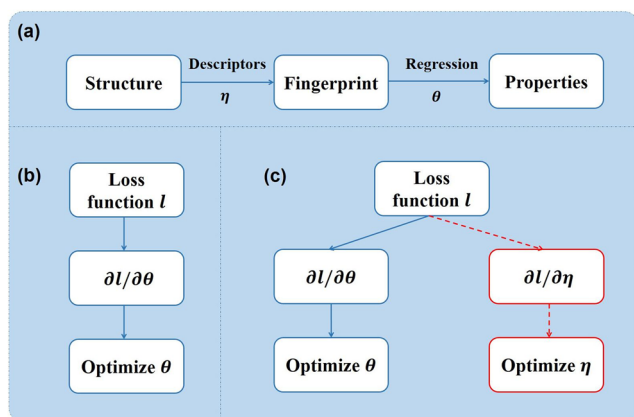 (a)
Structure
Descriptors
η
Fingerprint
Regression
θ
Properties
(b)
Loss
function l
∂l/∂θ
Optimize θ
(c)
Loss
function l
∂l/∂θ
∂l/∂η
Optimize θ
Optimize η